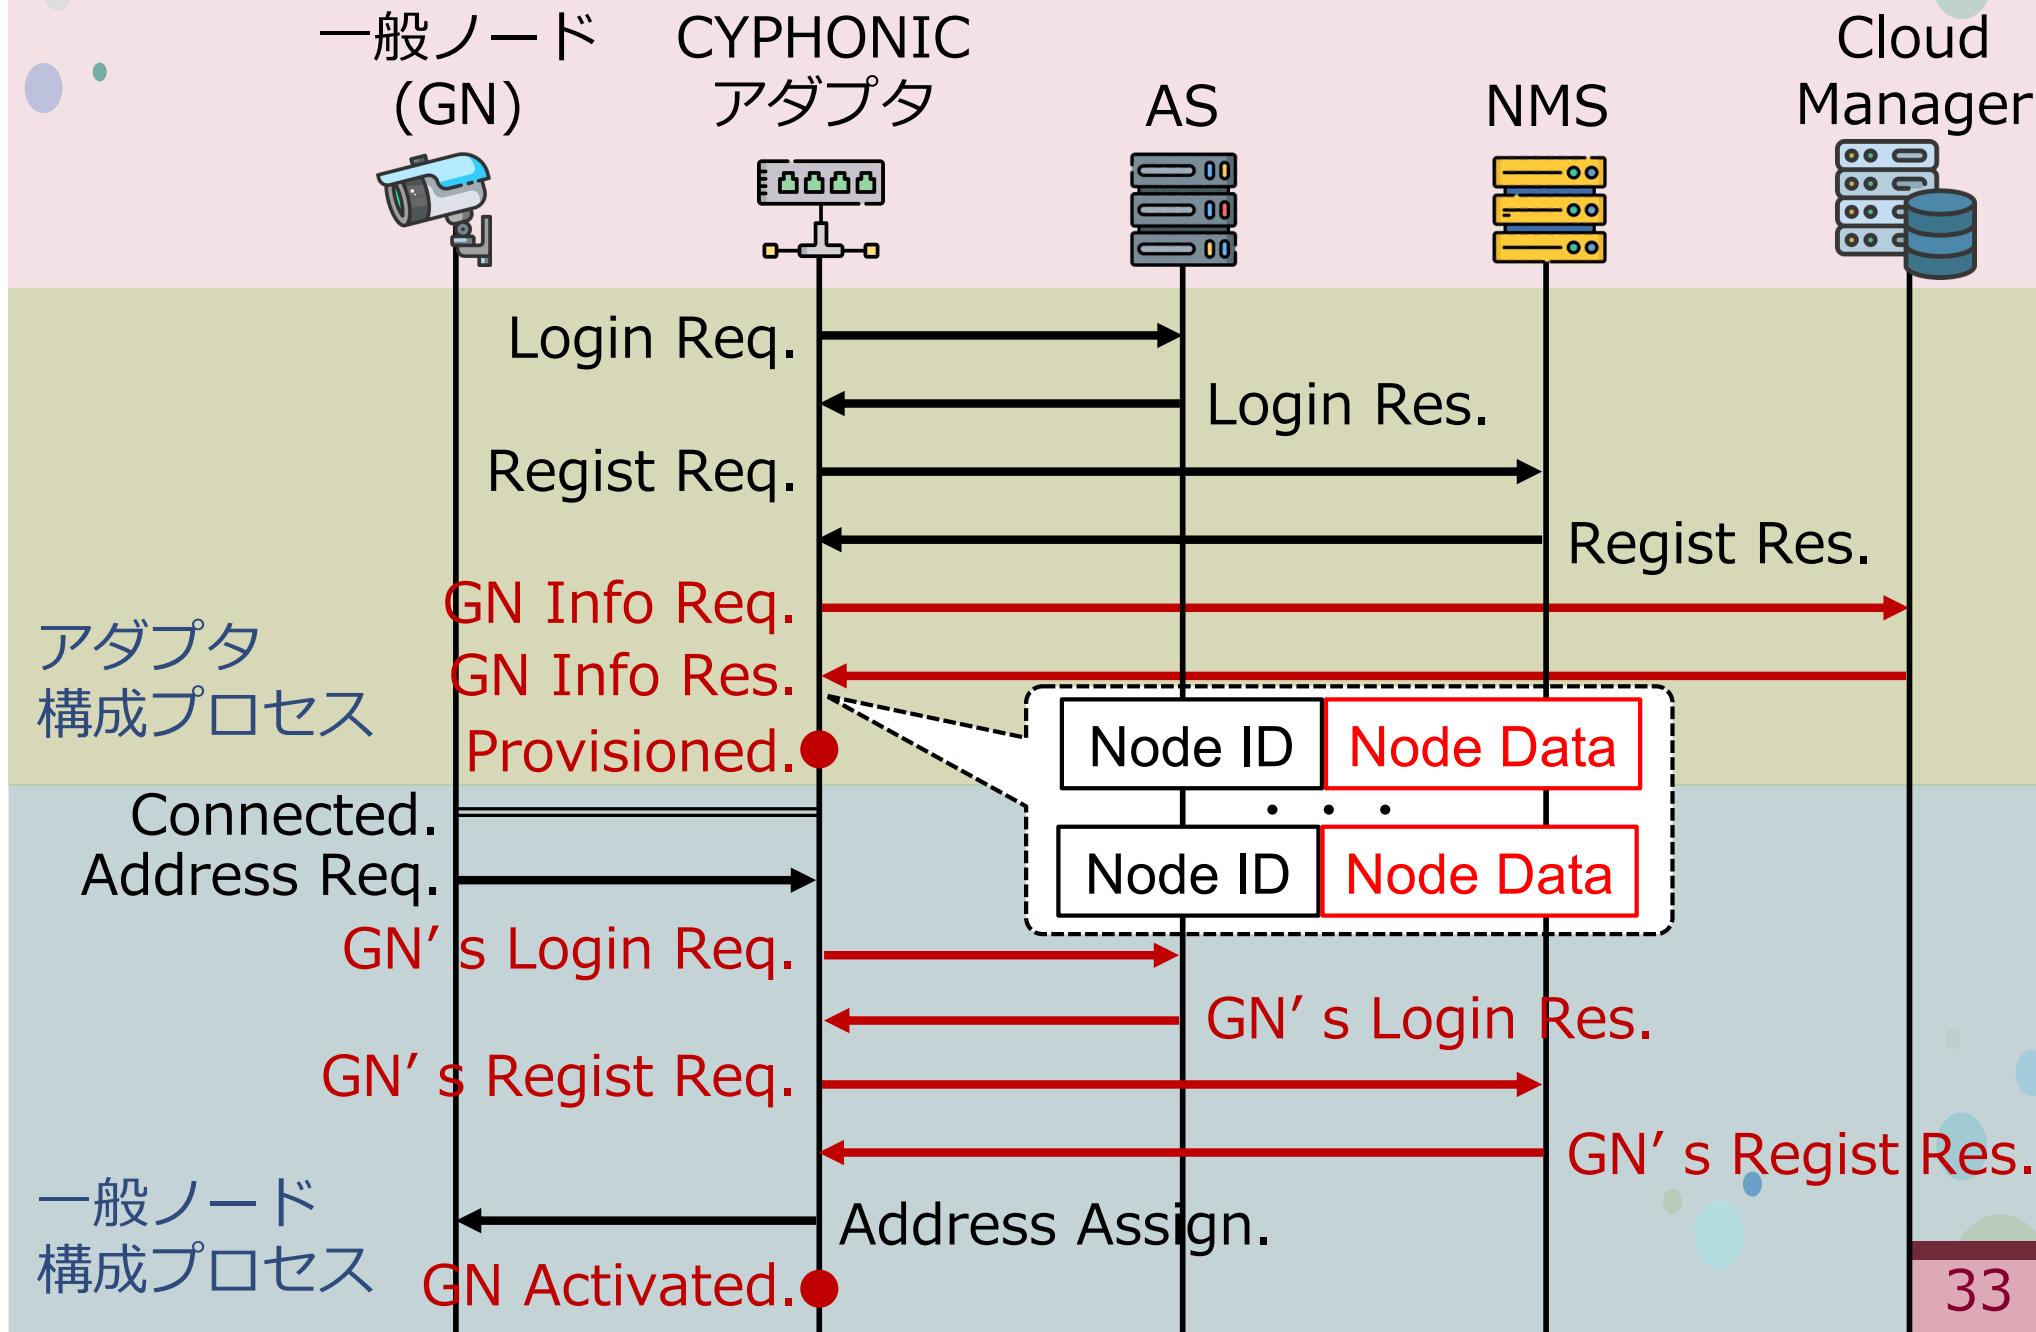 一般ノード
(GN)
CYPHONIC
アダプタ
AS
NMS
Cloud
Manager
Login Req.
Login Res.
Regist Req.
Regist Res.
GN Info Req.
アダプタ
構成プロセス
GN Info Res.
Node ID Node Data
Provisioned.
. . .
Connected.
Node ID Node Data
Address Req.
GN’s Login Req.
GN’s Login Res.
GN’s Regist Req.
GN’s Regist Res.
一般ノード
構成プロセス
Address Assign.
GN Activated.
33